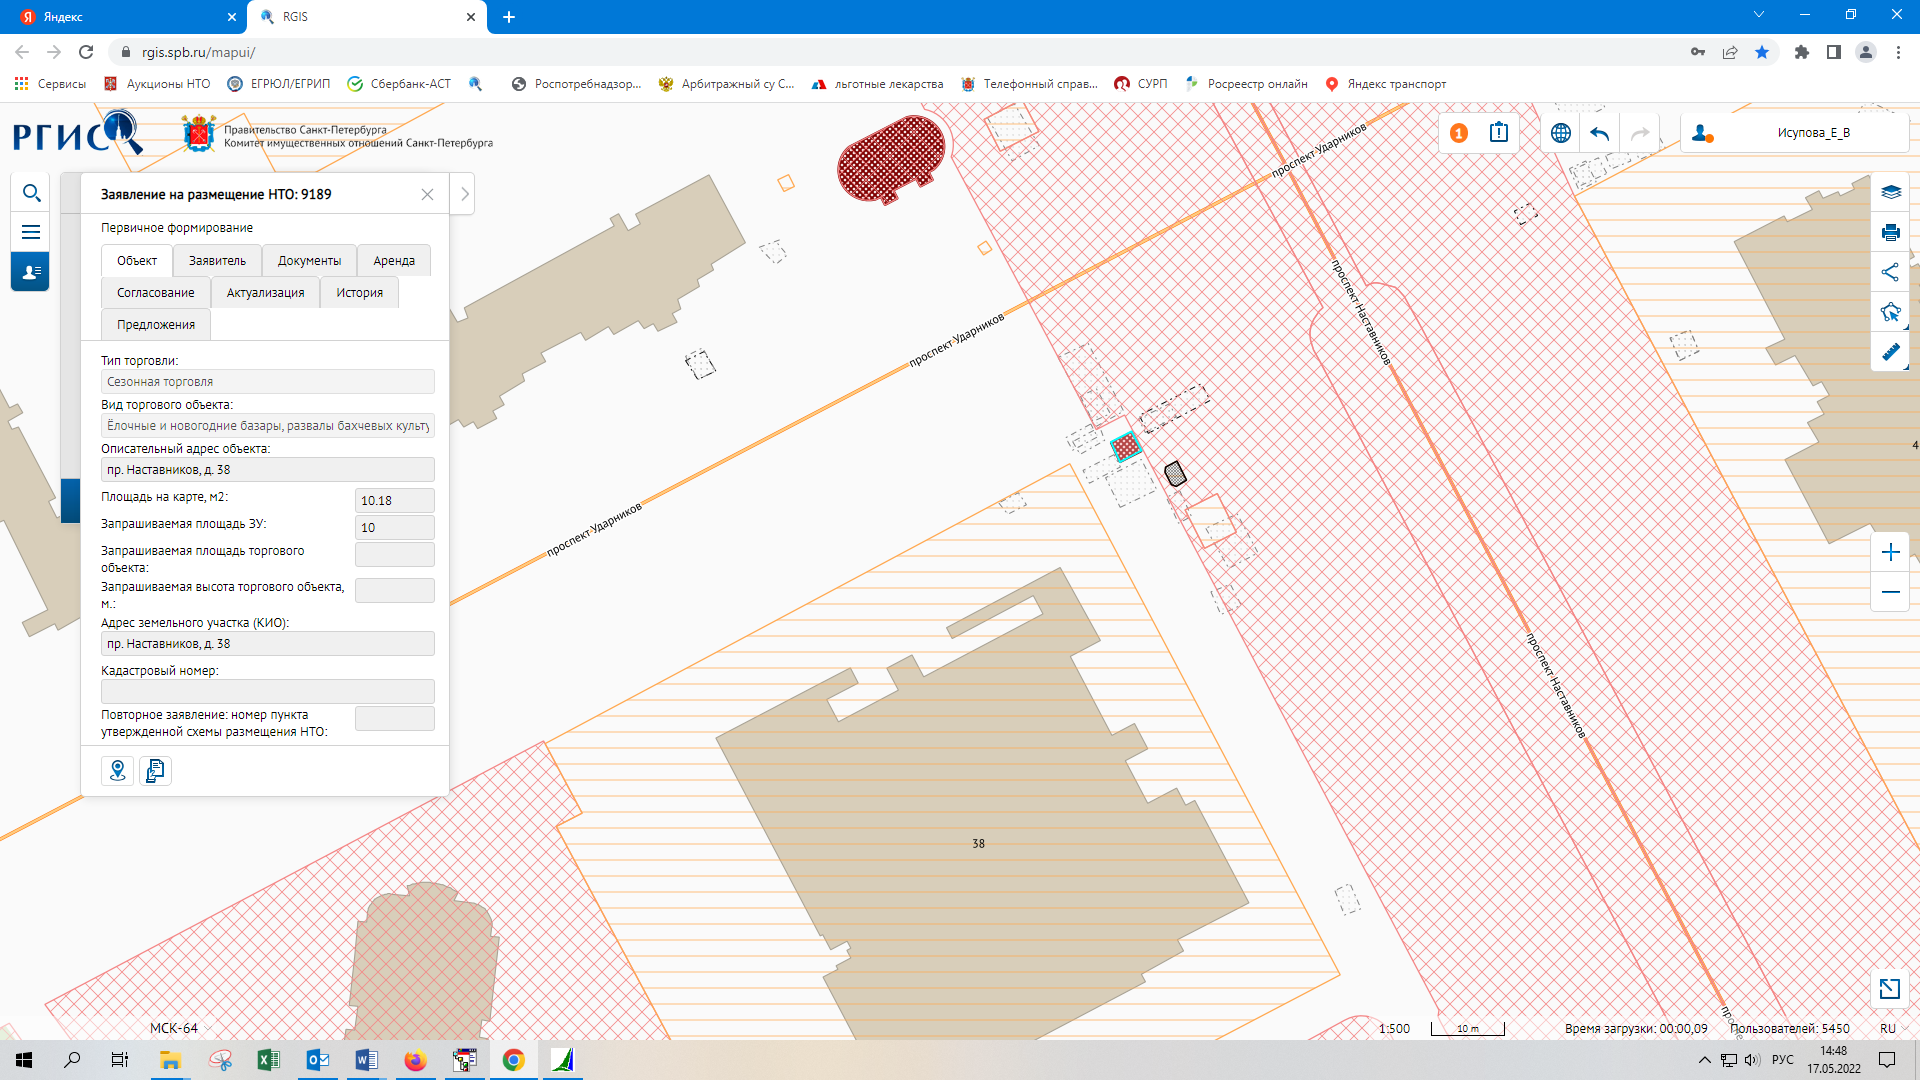 Яндекс
RGIS
rgis.spb.ru/mapui/
Сервисы
Аукционы НТО
ЕГРЮЛ/ЕГРИП
Сбербанк-АСТ
Роспотребнадзор...
Арбитражный су С...
льготные лекарства
Телефонный справ...
СУРП
Росреестр онлайн
Яндекс транспорт
РГИС
Правительство Санкт-Петербурга
Комитет имущественных отношений Санкт-Петербурга
1
Исупова_Е_В
Заявление на размещение НТО: 9189
Первичное формирование
Объект
Заявитель
Документы
Аренда
Согласование
Актуализация
История
Предложения
Тип торговли:
Сезонная торговля
Вид торгового объекта:
Ёлочные и новогодние базары, развалы бахчевых культу
Описательный адрес объекта:
пр. Наставников, д. 38
Площадь на карте, м2:
10.18
Запрашиваемая площадь ЗУ:
10
Запрашиваемая площадь торгового
объекта:
Запрашиваемая высота торгового объекта,
м.:
Адрес земельного участка (КИО):
пр. Наставников, д. 38
Кадастровый номер:
Повторное заявление: номер пункта
утвержденной схемы размещения НТО:
проспект Ударников
проспект Ударников
проспект Ударников
проспект Наставников
проспект Наставников
38
4
МСК-64
1:500
10 m
Время загрузки: 00:00,09
Пользователей: 5450
RU
РУС
14:48
17.05.2022